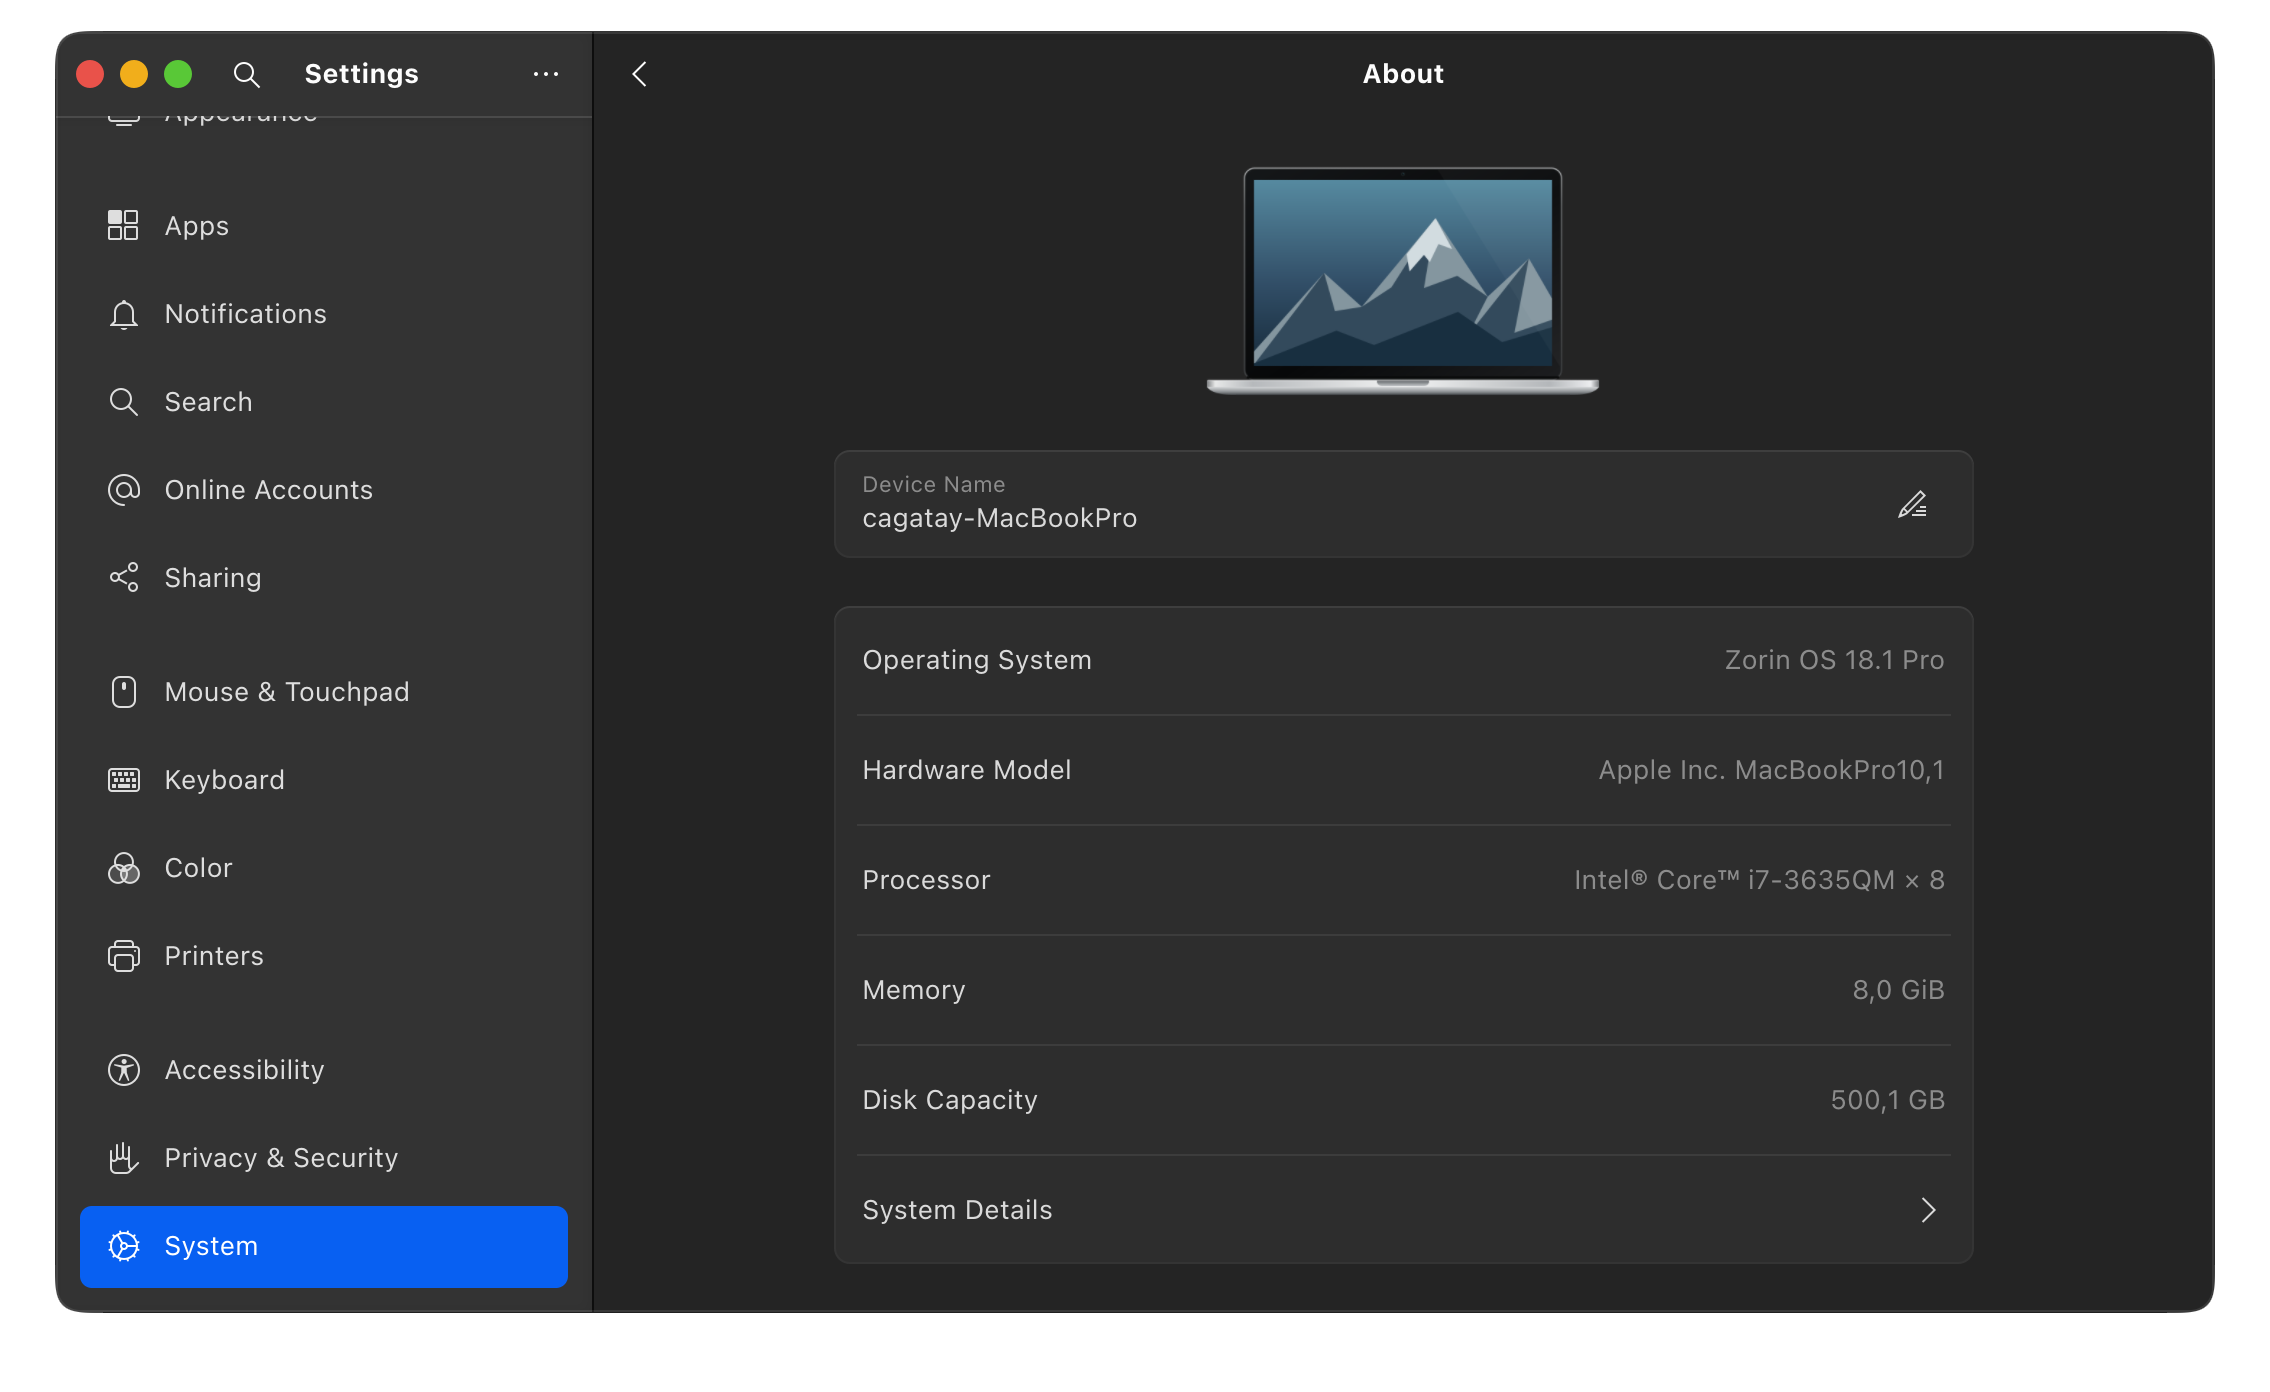 Settings
Appearance
Apps
Notifications
Search
Online Accounts
Sharing
Mouse & Touchpad
Keyboard
Color
Printers
Accessibility
Privacy & Security
System
About
Device Name
cagatay-MacBookPro
Operating System Zorin OS 18.1 Pro
Hardware Model Apple Inc. MacBookPro10,1
Processor Intel® Core™ i7-3635QM × 8
Memory 8,0 GiB
Disk Capacity 500,1 GB
System Details